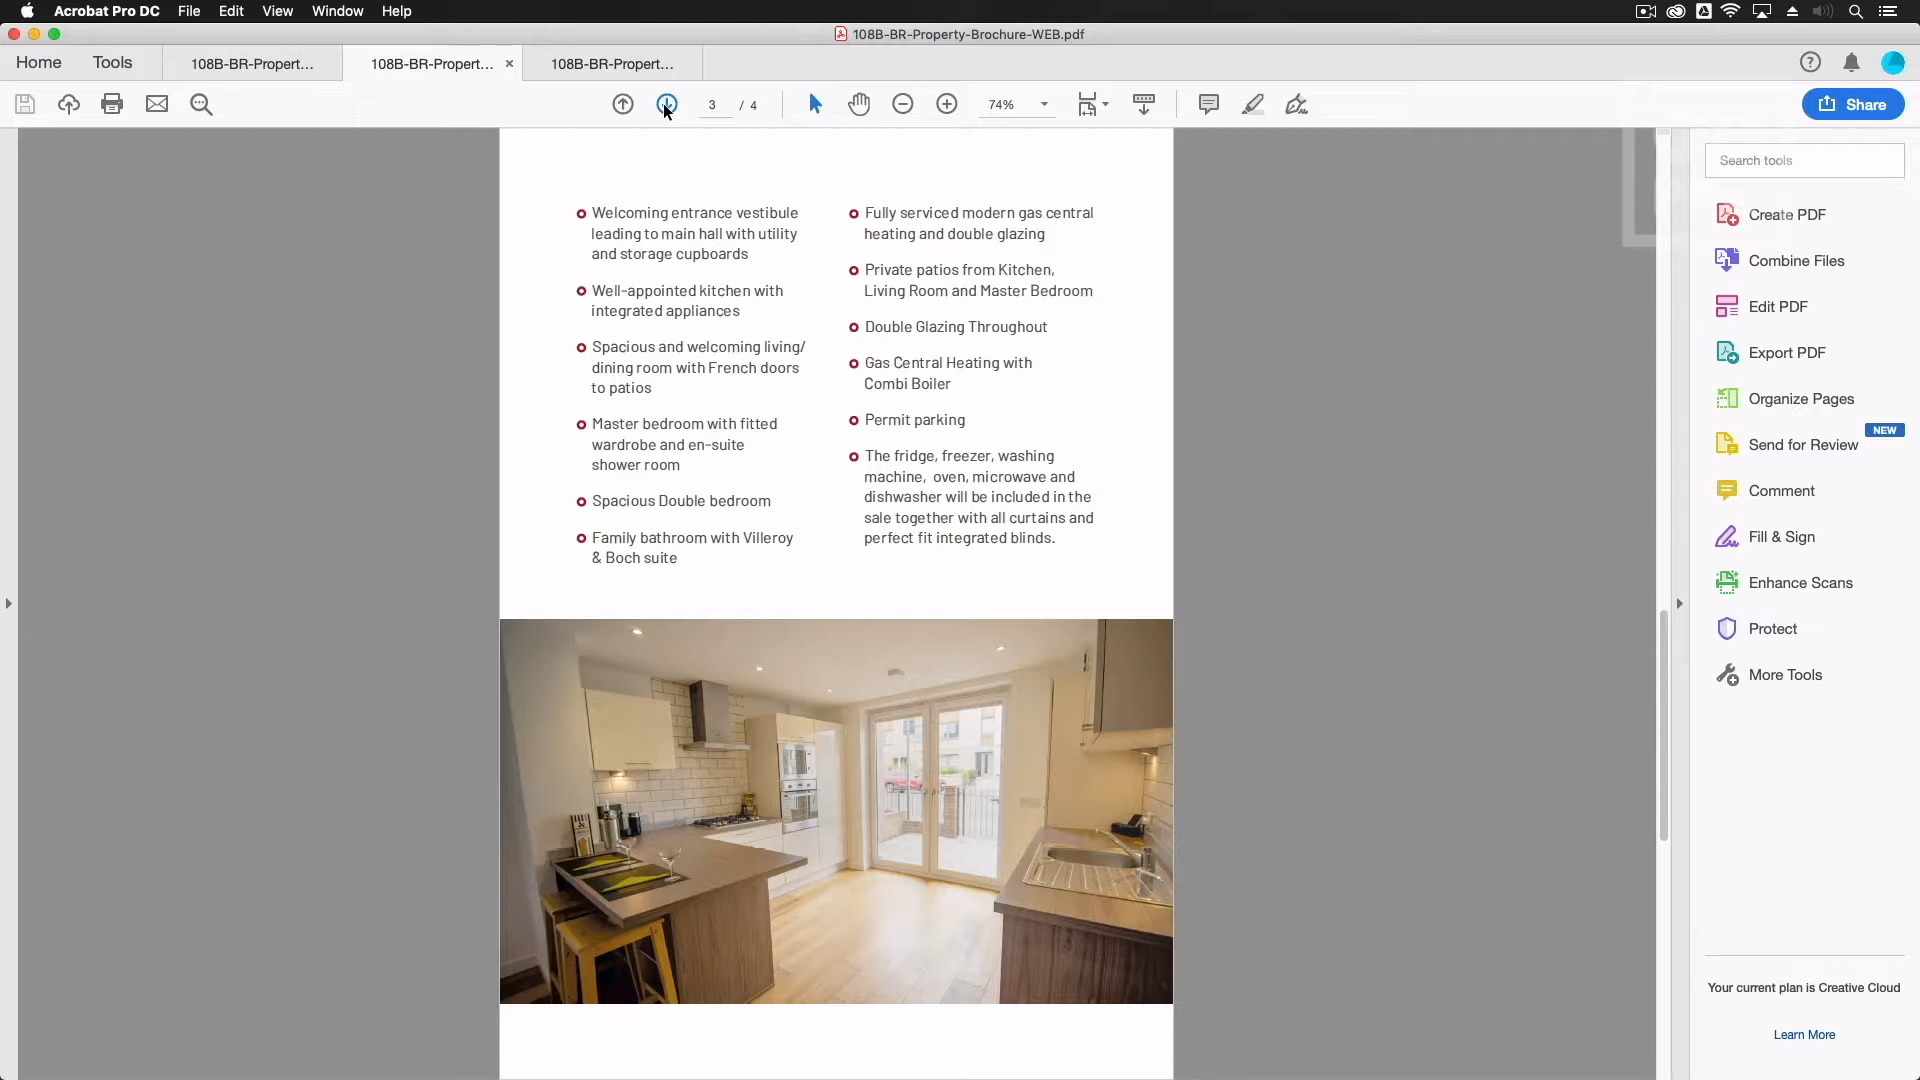 Acrobat Pro DC File Edit View Window Help
108B-BR-Property-Brochure-WEB.pdf
Home Tools 108B-BR-Propert... 108B-BR-Propert... × 108B-BR-Propert...
3 / 4 74% Share
Search tools
Create PDF
Combine Files
Edit PDF
Export PDF
Organize Pages
NEW
Send for Review
Comment
Fill & Sign
Enhance Scans
Protect
More Tools
Your current plan is Creative Cloud
Learn More
Welcoming entrance vestibule
leading to main hall with utility
and storage cupboards
Well-appointed kitchen with
integrated appliances
Spacious and welcoming living/
dining room with French doors
to patios
Master bedroom with fitted
wardrobe and en-suite
shower room
Spacious Double bedroom
Family bathroom with Villeroy
& Boch suite
Fully serviced modern gas central
heating and double glazing
Private patios from Kitchen,
Living Room and Master Bedroom
Double Glazing Throughout
Gas Central Heating with
Combi Boiler
Permit parking
The fridge, freezer, washing
machine,  oven, microwave and
dishwasher will be included in the
sale together with all curtains and
perfect fit integrated blinds.